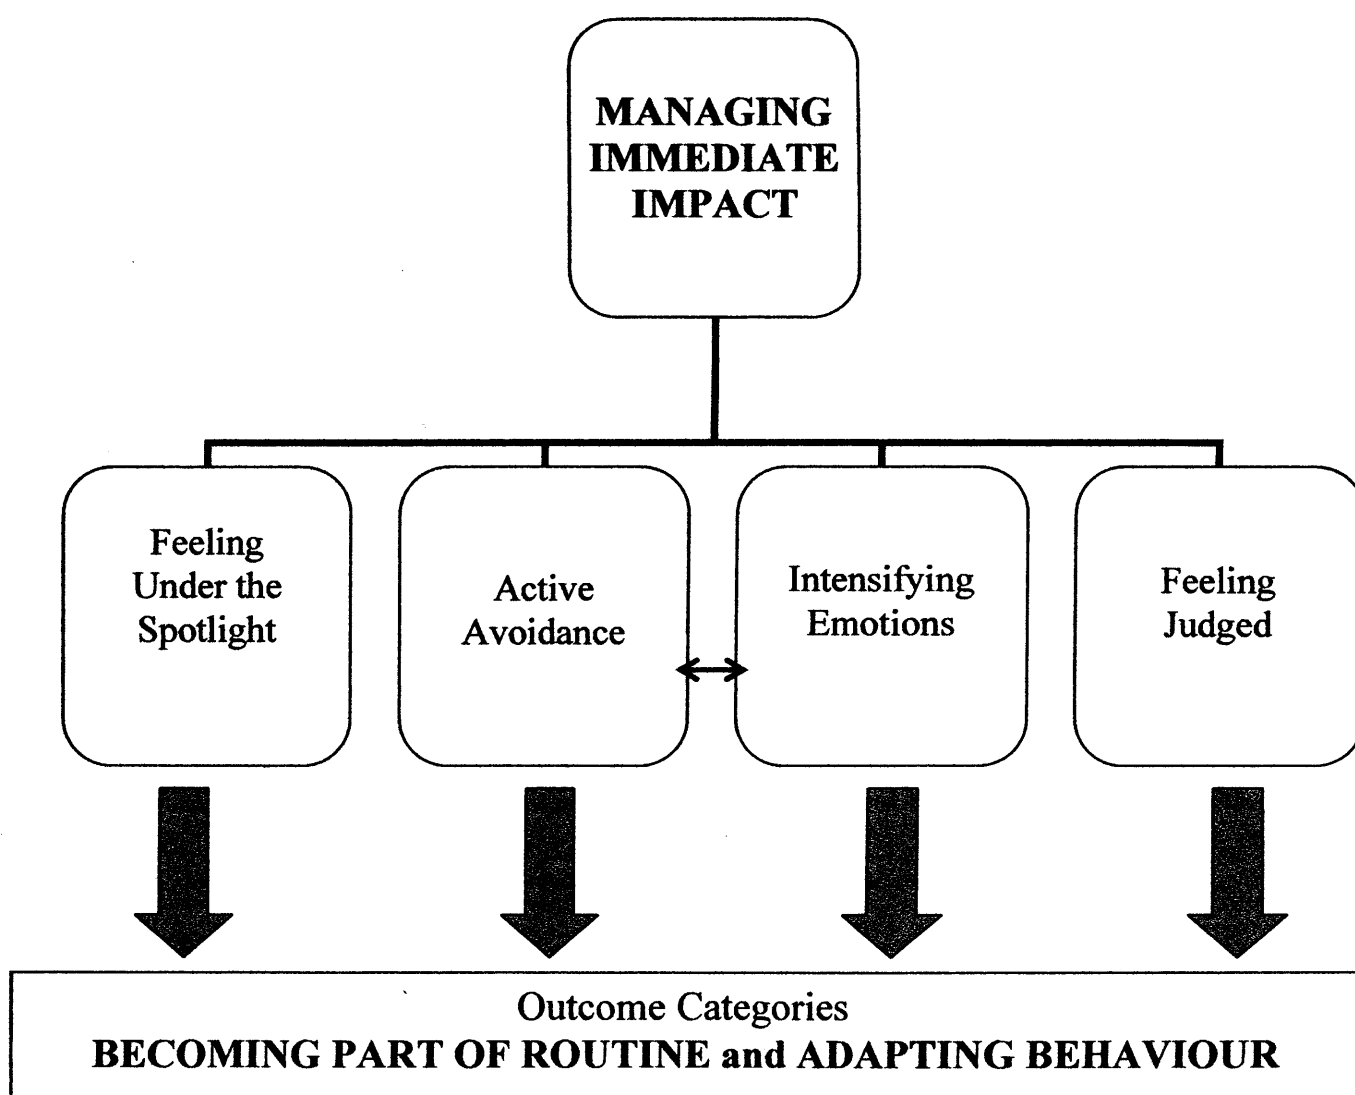 MANAGING
IMMEDIATE
IMPACT
Feeling
Under the
Spotlight
Active
Avoidance
Intensifying
Emotions
Feeling
Judged
Outcome Categories
BECOMING PART OF ROUTINE and ADAPTING BEHAVIOUR